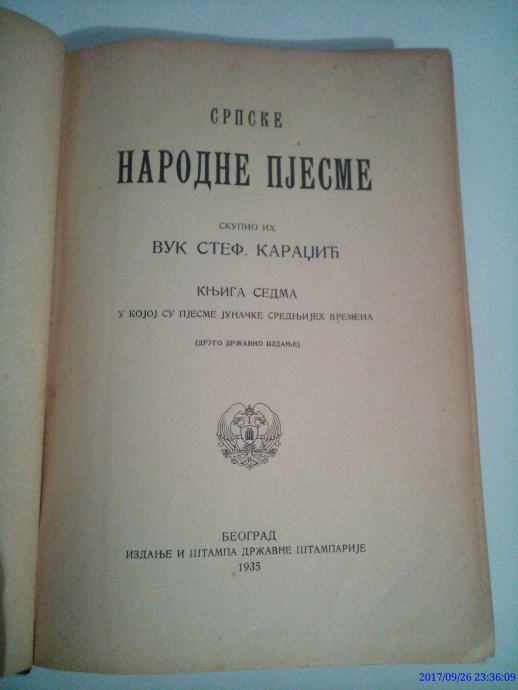 СРПСКЕ
НАРОДНЕ ПЈЕСМЕ
СКУПИО ИХ
ВУК СТЕФ. КАРАЏИЋ
КЊИГА СЕДМА
У КОЈОЈ СУ ПЈЕСМЕ ЈУНАЧКЕ СРЕДЊИЈЕХ ВРЕМЕНА
(ДРУГО ДРЖАВНО ИЗДАЊЕ)
БЕОГРАД
ИЗДАЊЕ И ШТАМПА ДРЖАВНЕ ШТАМПАРИЈЕ
1935
2017/09/26 23:36:09